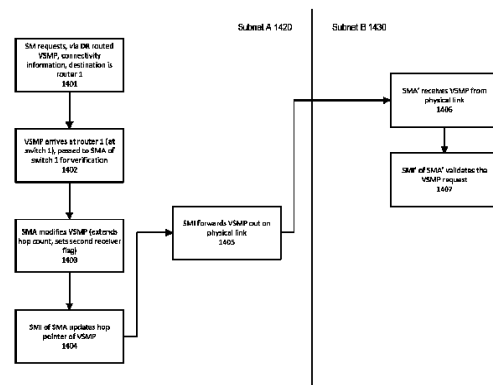 Subnet A 1420
Subnet B 1430
SM requests, via DR routed
VSMP, connectivity
information, destination is
router 1
1401
VSMP arrives at router 1 (at
switch 1), passed to SMA of
switch 1 for verification
1402
SMA modifies VSMP (extends
hop count, sets second receiver
flag)
1403
SMI of SMA updates hop
pointer of VSMP
1404
SMI forwards VSMP out on
physical link
1405
SMA' receives VSMP from
physical link
1406
SMI' of SMA' validates the
VSMP request
1407